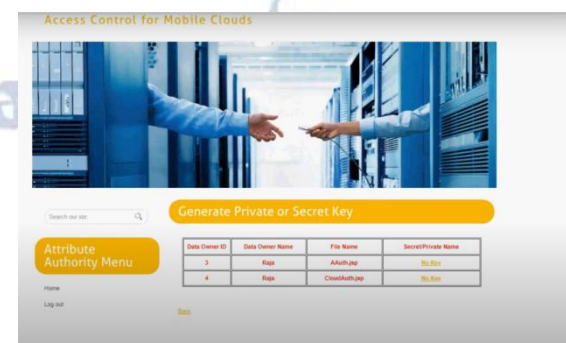 Access Control for Mobile Clouds
Search our site:
Generate Private or Secret Key
Attribute
Authority Menu
Home
Log out
Data Owner ID Data Owner Name File Name Secret/Private Name
3 Raja AAuth.jsp No Key
4 Raja CloudAuth.jsp No Key
Back